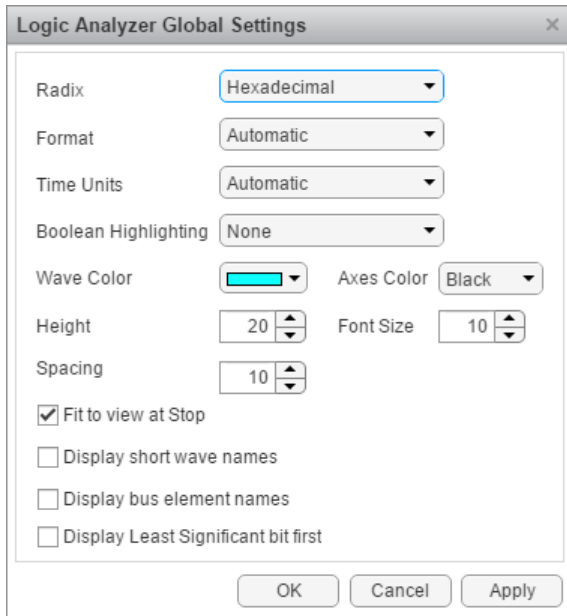 Logic Analyzer Global Settings
Radix Hexadecimal
Format Automatic
Time Units Automatic
Boolean Highlighting None
Wave Color Axes Color Black
Height 20 Font Size 10
Spacing 10
Fit to view at Stop
Display short wave names
Display bus element names
Display Least Significant bit first
OK Cancel Apply